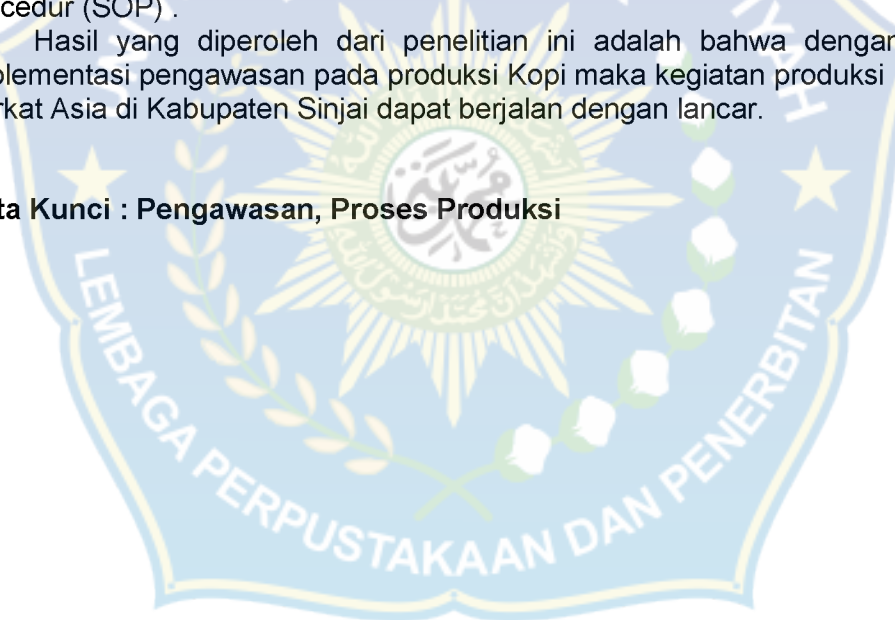 cedur (SOP) .
Hasil yang diperoleh dari penelitian ini adalah bahwa dengan
plementasi pengawasan pada produksi Kopi maka kegiatan produksi
rkat Asia di Kabupaten Sinjai dapat berjalan dengan lancar.
ta Kunci : Pengawasan, Proses Produksi
LEMBAGA PERPUSTAKAAN DAN PENERBITAN